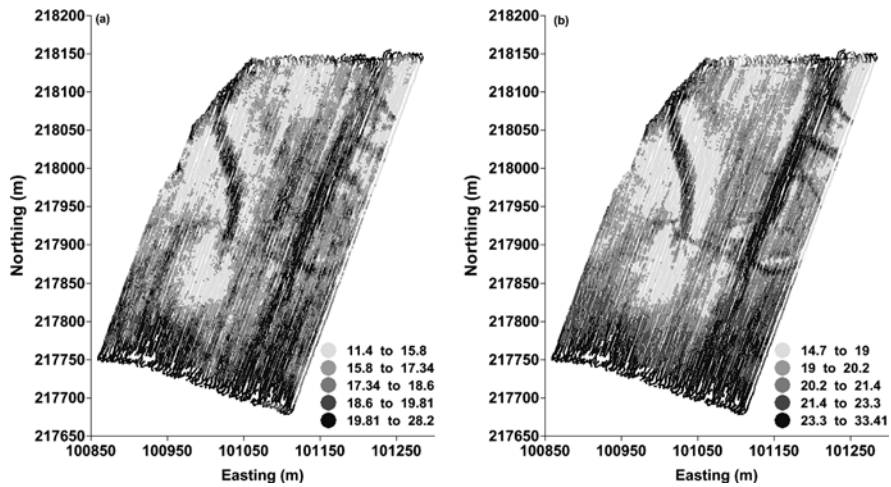 (a)
218200
218150
218100
218050
218000
217950
217900
217850
217800
217750
217700
217650
Northing (m)
100850 100950 101050 101150 101250
Easting (m)
11.4 to 15.8
15.8 to 17.34
17.34 to 18.6
18.6 to 19.81
19.81 to 28.2
(b)
218200
218150
218100
218050
218000
217950
217900
217850
217800
217750
217700
217650
Northing (m)
100850 100950 101050 101150 101250
Easting (m)
14.7 to 19
19 to 20.2
20.2 to 21.4
21.4 to 23.3
23.3 to 33.41